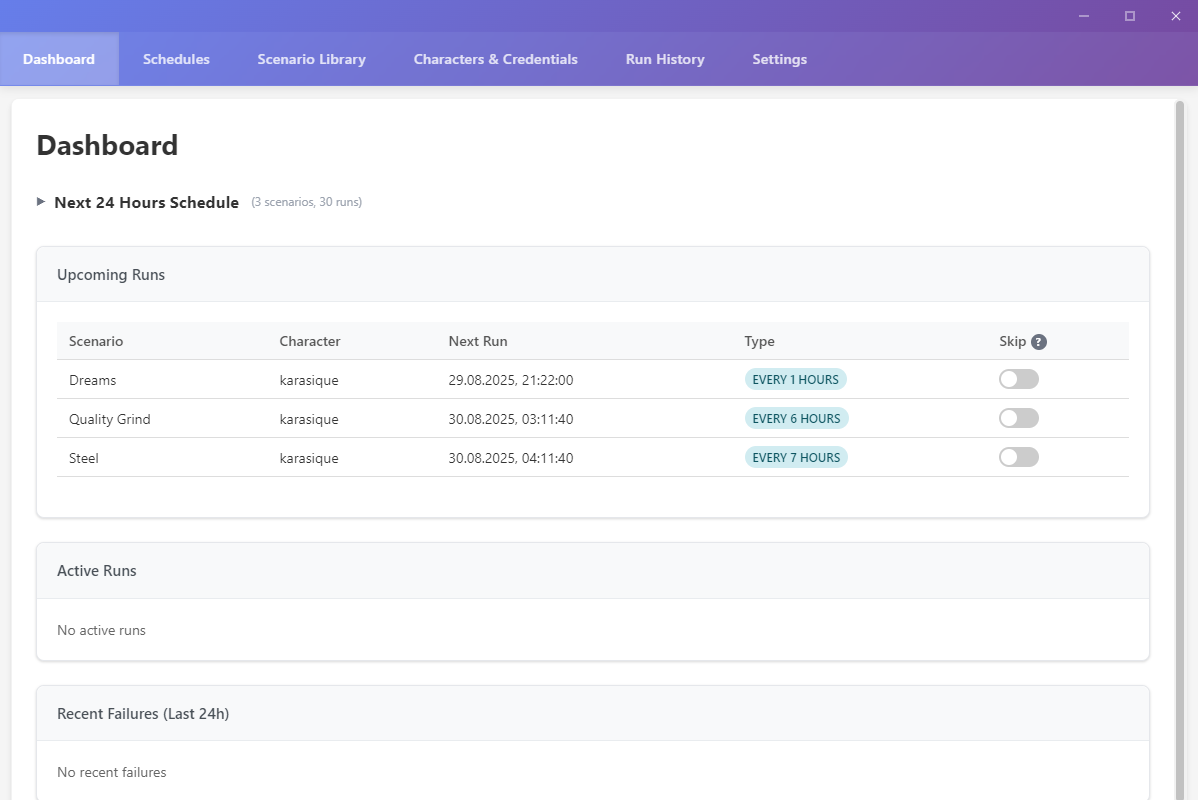 Dashboard Schedules Scenario Library Characters & Credentials Run History Settings
Dashboard
Next 24 Hours Schedule (3 scenarios, 30 runs)
Upcoming Runs
Scenario Character Next Run Type Skip ?
Dreams karasique 29.08.2025, 21:22:00 EVERY 1 HOURS
Quality Grind karasique 30.08.2025, 03:11:40 EVERY 6 HOURS
Steel karasique 30.08.2025, 04:11:40 EVERY 7 HOURS
Active Runs
No active runs
Recent Failures (Last 24h)
No recent failures